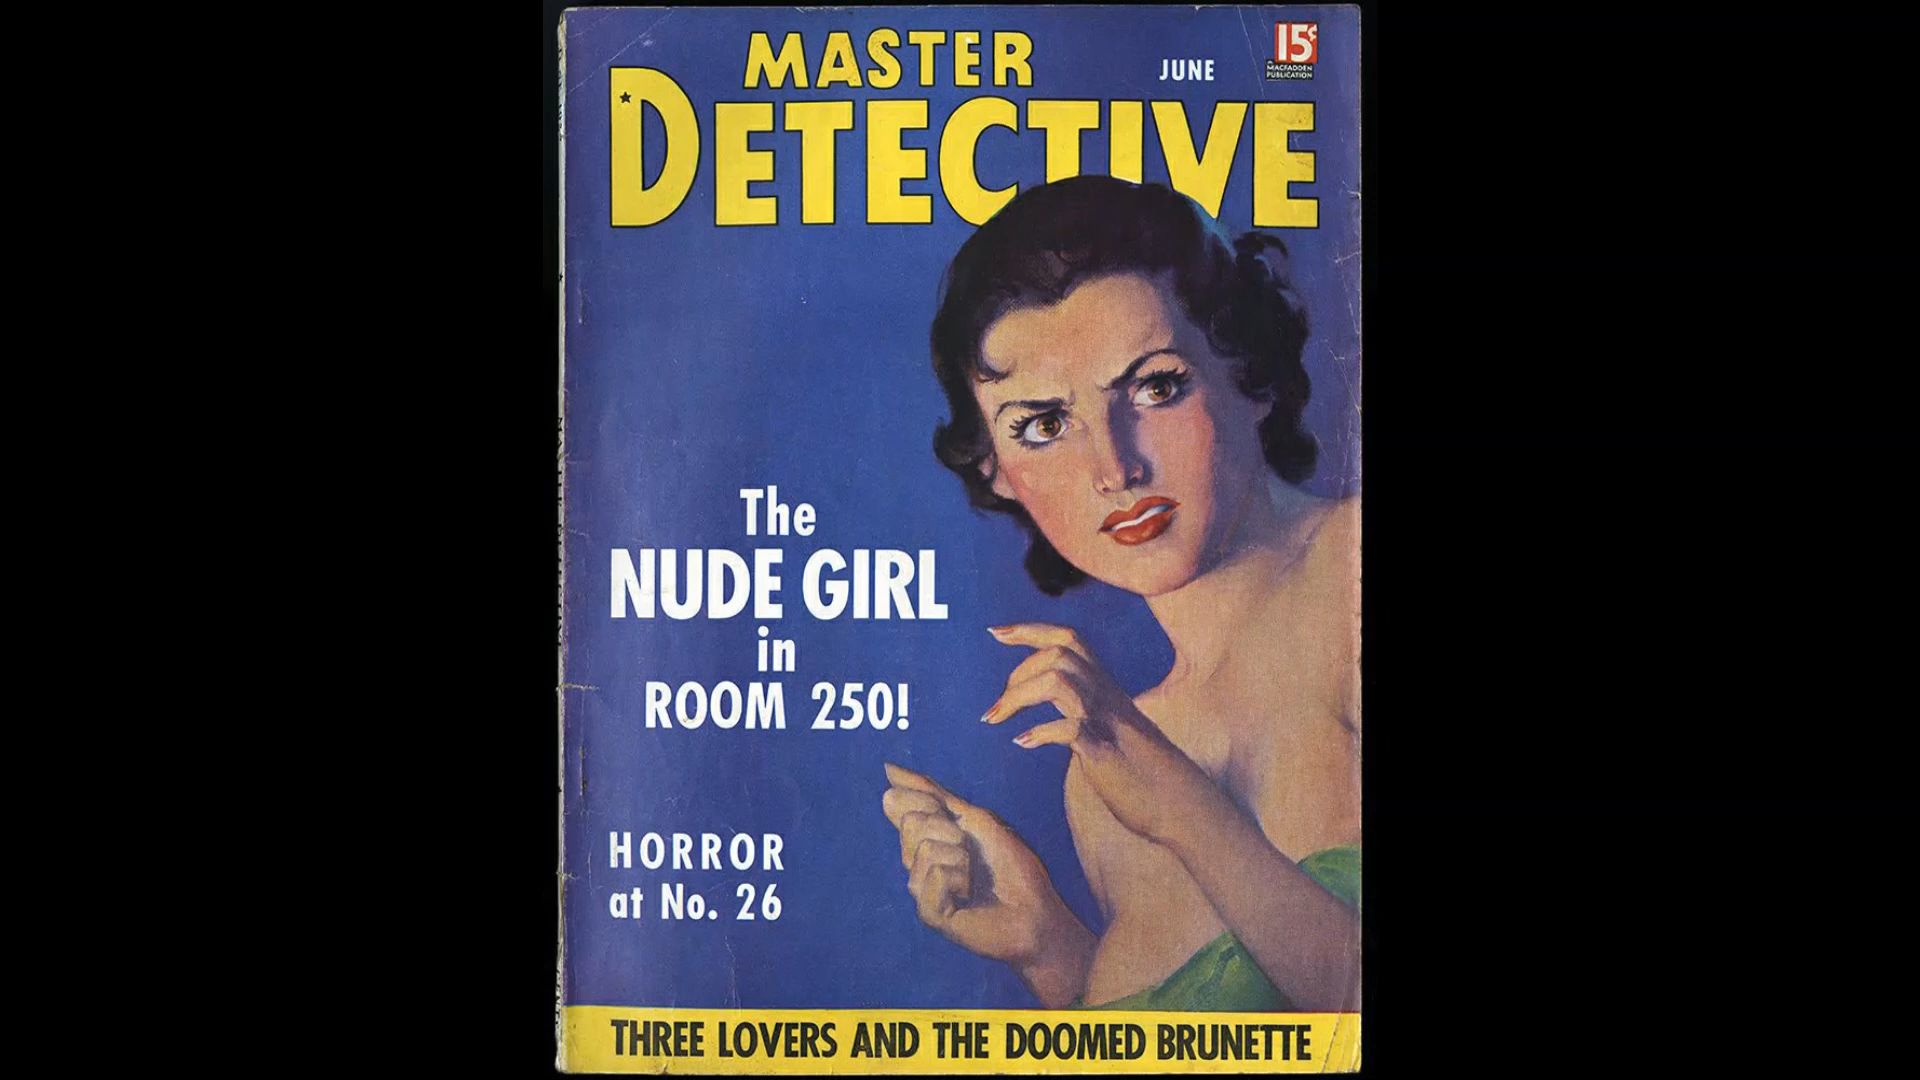 MASTER
DETECTIVE
JUNE
15¢
A
MACFADDEN
PUBLICATION
The
NUDE GIRL
in
ROOM 250!
HORROR
at No. 26
THREE LOVERS AND THE DOOMED BRUNETTE